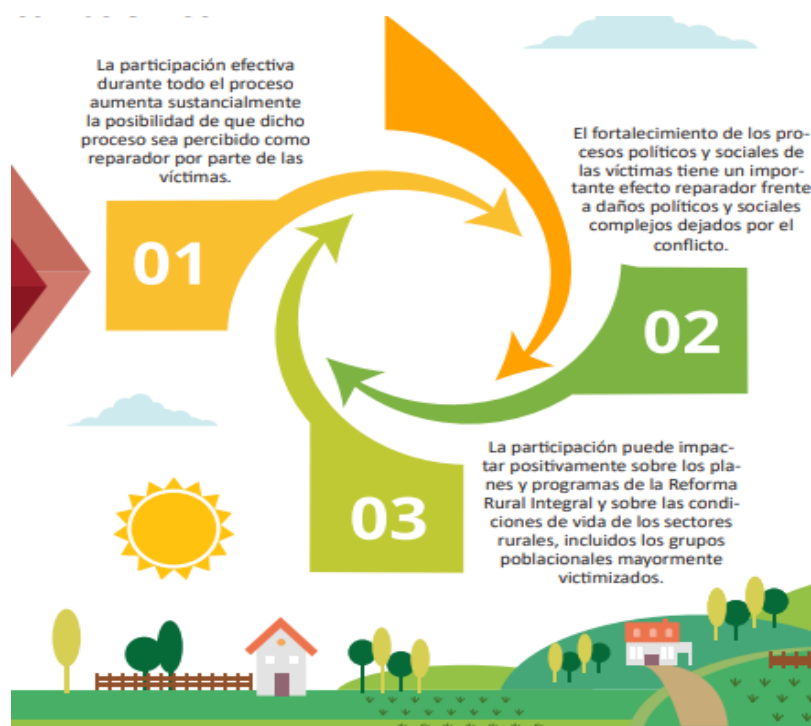 La participación efectiva
durante todo el proceso
aumenta sustancialmente
la posibilidad de que dicho
proceso sea percibido como
reparador por parte de las
víctimas.
01
El fortalecimiento de los pro-
cesos políticos y sociales de
las víctimas tiene un impor-
tante efecto reparador frente
a daños políticos y sociales
complejos dejados por el
conflicto.
02
La participación puede impac-
tar positivamente sobre los pla-
nes y programas de la Reforma
Rural Integral y sobre las condi-
ciones de vida de los sectores
rurales, incluidos los grupos
poblacionales mayormente
victimizados.
03